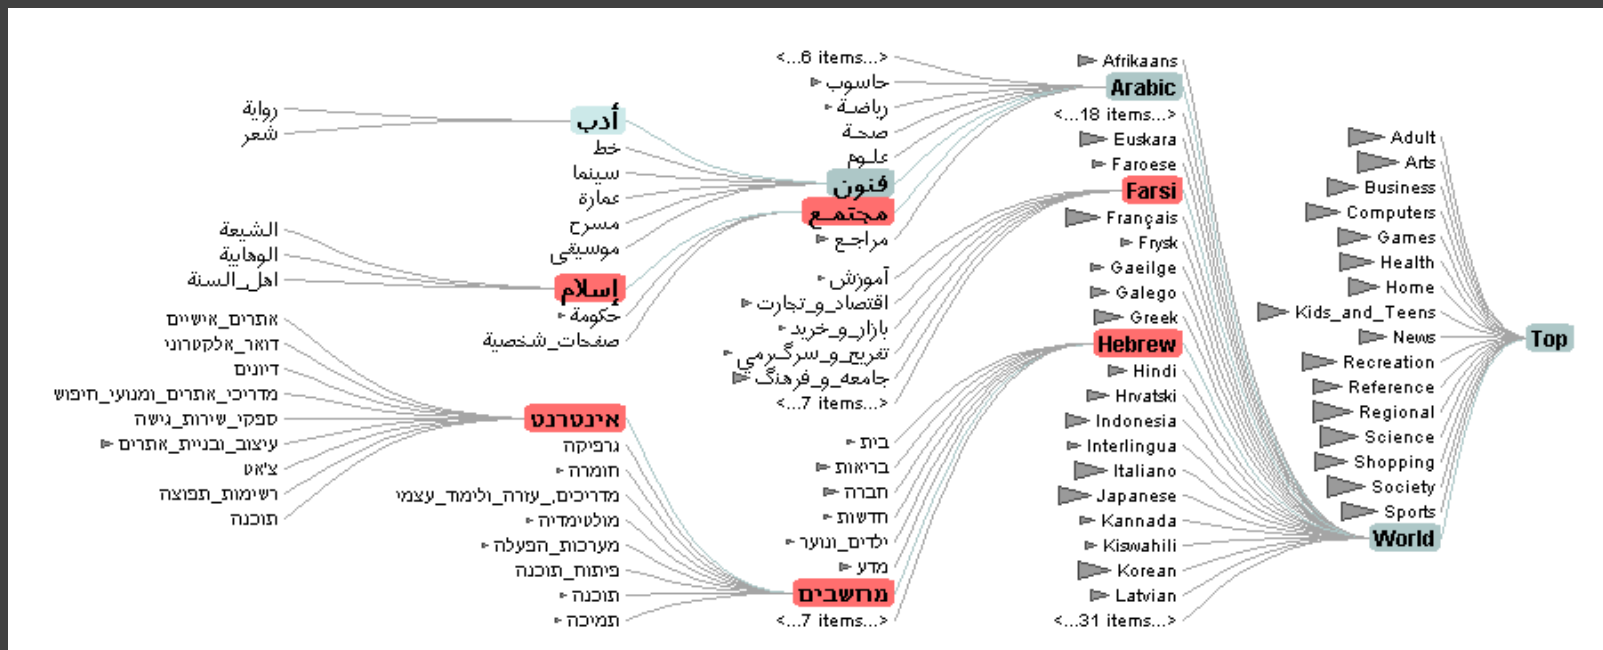 Top
Adult
Arts
Business
Computers
Games
Health
Home
Kids_and_Teens
News
Recreation
Reference
Regional
Science
Shopping
Society
Sports
World
Afrikaans
Arabic
<...18 items...>
Euskara
Faroese
Farsi
Français
Frysk
Gaeilge
Galego
Greek
Hebrew
Hindi
Hrvatski
Indonesia
Interlingua
Italiano
Japanese
Kannada
Kiswahili
Korean
Latvian
<...31 items...>
<...6 items...>
حاسوب
رياضة
صحة
علوم
فنون
مجتمع
مراجع
آموزش
اقتصاد_و_تجارت
بازار_و_خرید
تفریح_و_سرگرمي
جامعه_و_فرهنگ
<...7 items...>
בית
בריאות
חברה
חדשות
ילדים_ונוער
מדע
מחשבים
<...7 items...>
أدب
خط
سينما
عمارة
مسرح
موسيقى
إسلام
حكومة
صفحات_شخصية
אינטרנט
גרפיקה
חומרה
מדריכים,_עזרה_ולימוד_עצמי
מולטימדיה
מערכות_הפעלה
פיתוח_תוכנה
תוכנה
תמיכה
رواية
شعر
الشيعة
الوهابية
اهل_السنة
אתרים_אישיים
דואר_אלקטרוני
דיונים
מדריכי_אתרים_ומנועי_חיפוש
ספקי_שירות_גישה
עיצוב_ובניית_אתרים
צ'אט
רשימות_תפוצה
תוכנה